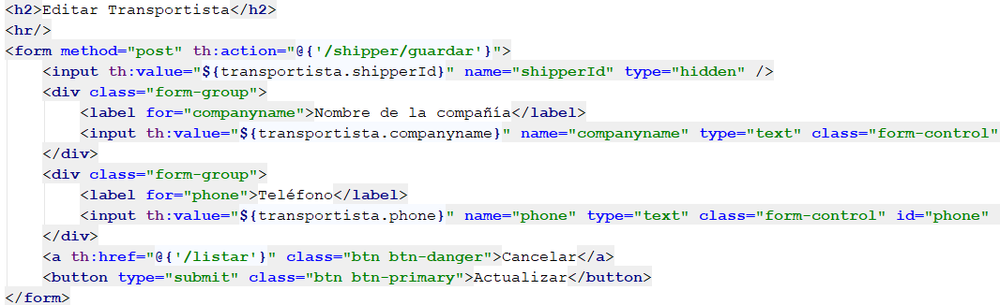 <h2>Editar Transportista</h2>
<hr/>
<form method="post" th:action="@{'/shipper/guardar'}">
<input th:value="${transportista.shipperId}" name="shipperId" type="hidden" />
<div class="form-group">
<label for="companyname">Nombre de la compañía</label>
<input th:value="${transportista.companyname}" name="companyname" type="text" class="form-control"
</div>
<div class="form-group">
<label for="phone">Teléfono</label>
<input th:value="${transportista.phone}" name="phone" type="text" class="form-control" id="phone"
</div>
<a th:href="@{'/listar'}" class="btn btn-danger">Cancelar</a>
<button type="submit" class="btn btn-primary">Actualizar</button>
</form>